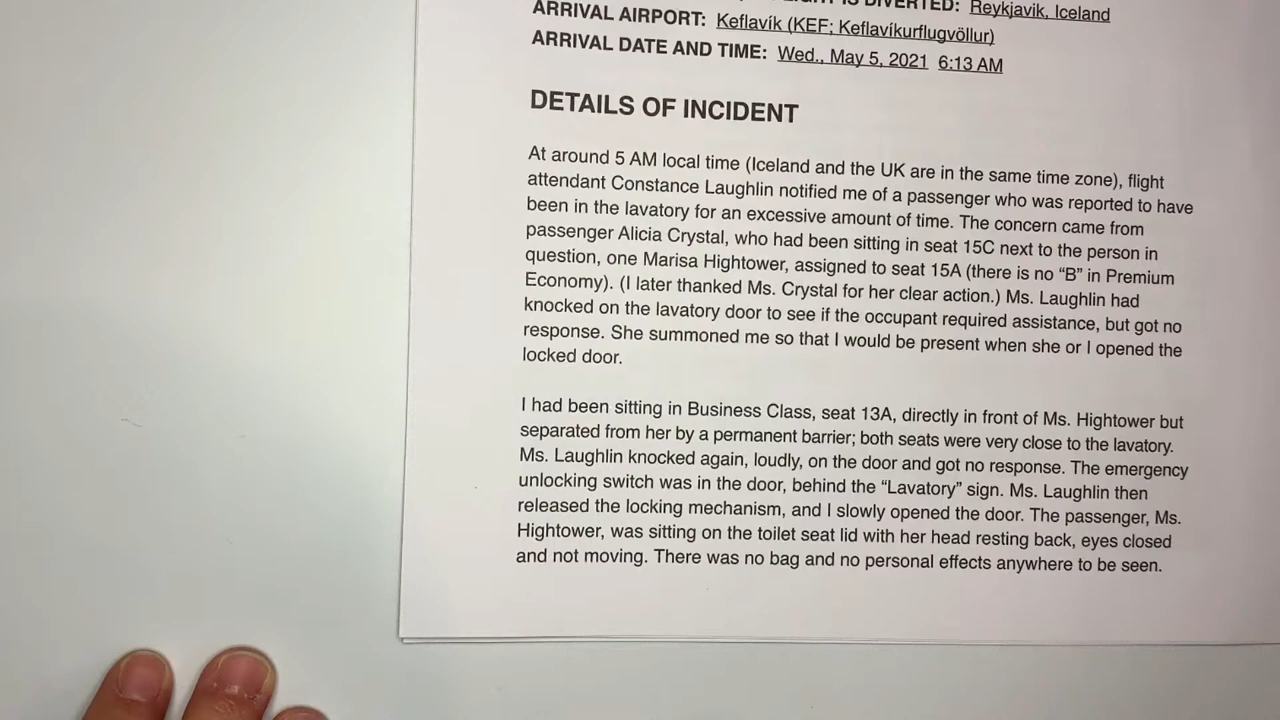 DIVERTED: Reykjavik, Iceland
ARRIVAL AIRPORT: Keflavík (KEF; Keflavíkurflugvöllur)
ARRIVAL DATE AND TIME: Wed., May 5, 2021 6:13 AM
DETAILS OF INCIDENT
At around 5 AM local time (Iceland and the UK are in the same time zone), flight
attendant Constance Laughlin notified me of a passenger who was reported to have
been in the lavatory for an excessive amount of time. The concern came from
passenger Alicia Crystal, who had been sitting in seat 15C next to the person in
question, one Marisa Hightower, assigned to seat 15A (there is no “B” in Premium
Economy). (I later thanked Ms. Crystal for her clear action.) Ms. Laughlin had
knocked on the lavatory door to see if the occupant required assistance, but got no
response. She summoned me so that I would be present when she or I opened the
locked door.
I had been sitting in Business Class, seat 13A, directly in front of Ms. Hightower but
separated from her by a permanent barrier; both seats were very close to the lavatory.
Ms. Laughlin knocked again, loudly, on the door and got no response. The emergency
unlocking switch was in the door, behind the “Lavatory” sign. Ms. Laughlin then
released the locking mechanism, and I slowly opened the door. The passenger, Ms.
Hightower, was sitting on the toilet seat lid with her head resting back, eyes closed
and not moving. There was no bag and no personal effects anywhere to be seen.